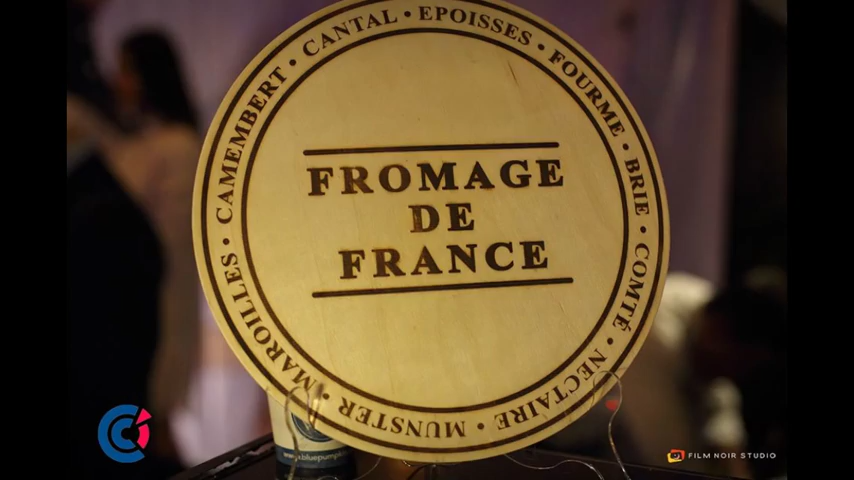 CAMEMBERT • CANTAL • EPOISSES • FOURME • BRIE • COMTÉ • NECTAIRE • MUNSTER • MAROILLES •
FROMAGE
DE
FRANCE
FILM NOIR STUDIO